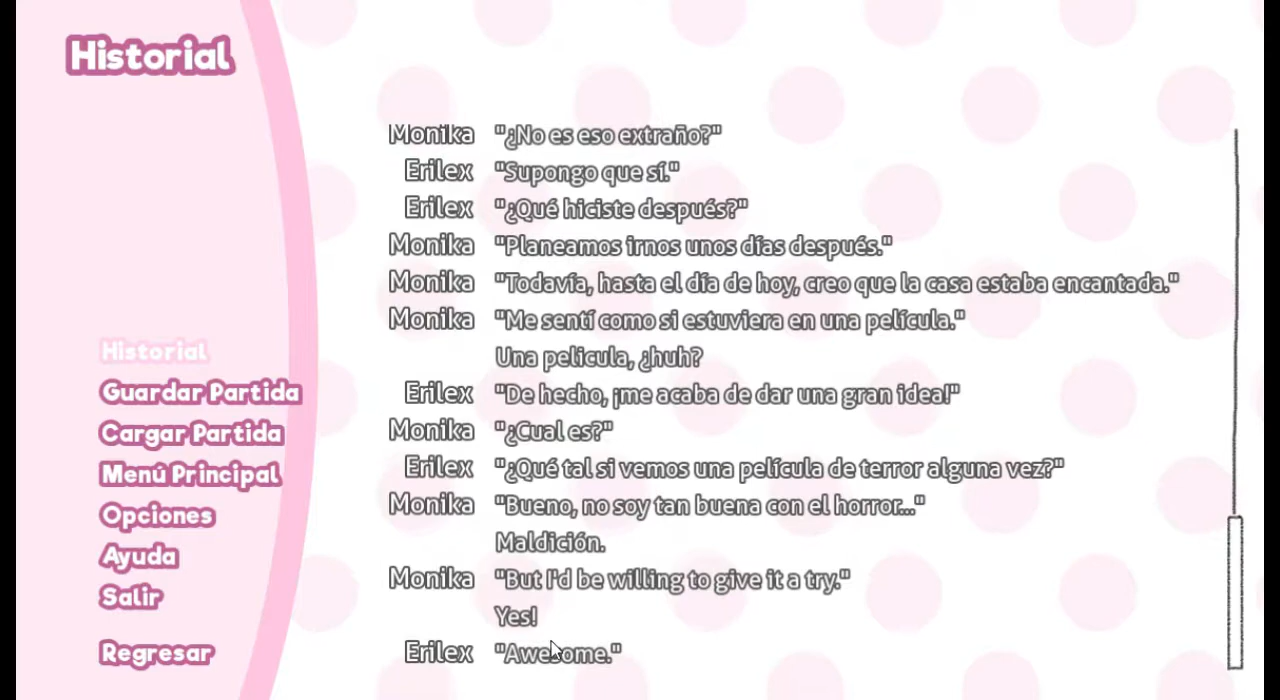 Historial
Monika "¿No es eso extraño?"
Erilex "Supongo que sí."
Erilex "¿Qué hiciste después?"
Monika "Planeamos irnos unos días después."
Monika "Todavía, hasta el día de hoy, creo que la casa estaba encantada."
Monika "Me sentí como si estuviera en una película."
Una pelicula, ¿huh?
Erilex "De hecho, ¡me acaba de dar una gran idea!"
Monika "¿Cual es?"
Erilex "¿Qué tal si vemos una película de terror alguna vez?"
Monika "Bueno, no soy tan buena con el horror..."
Maldición.
Monika "But I'd be willing to give it a try."
Yes!
Erilex "Awesome."
Historial
Guardar Partida
Cargar Partida
Menú Principal
Opciones
Ayuda
Salir
Regresar